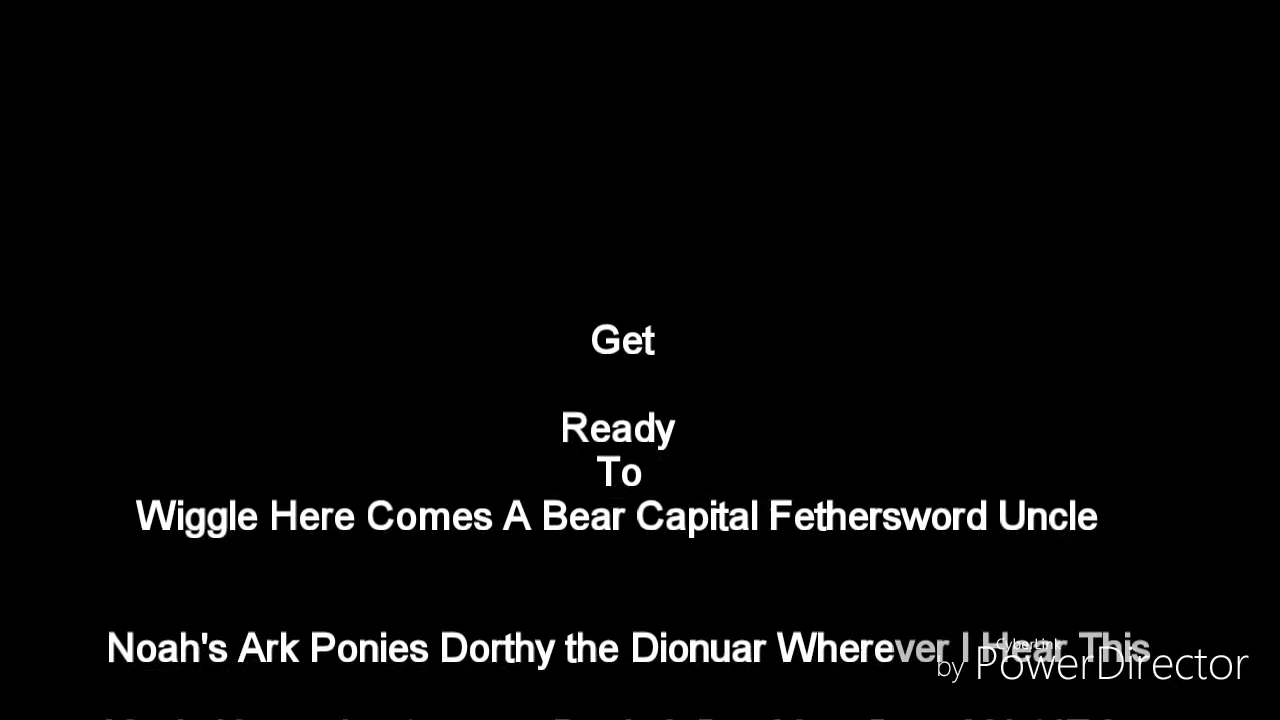 Get
Ready
To
Wiggle Here Comes A Bear Capital Fethersword Uncle
Noah's Ark Ponies Dorthy the Dionuar Wherever I Hear This
CyberLink
by PowerDirector